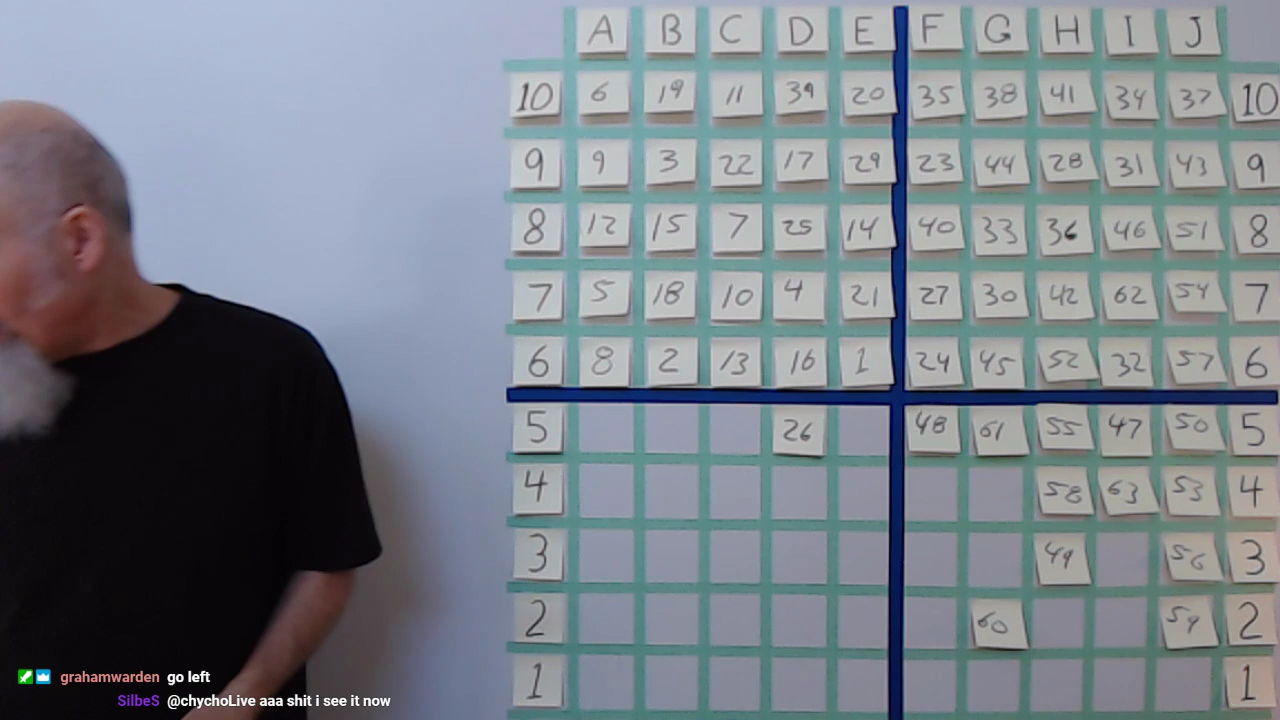 A B C D E F G H I J
10 6 19 11 39 20 35 38 41 34 37 10
9 9 3 22 17 29 23 44 28 31 43 9
8 12 15 7 25 14 40 33 36 46 51 8
7 5 18 10 4 21 27 30 42 62 54 7
6 8 2 13 16 1 24 45 52 32 57 6
5 26 48 61 55 47 50 5
4 58 63 53 4
3 49 56 3
2 60 59 2
1 1
grahamwarden go left
SilbeS @chychoLive aaa shit i see it now